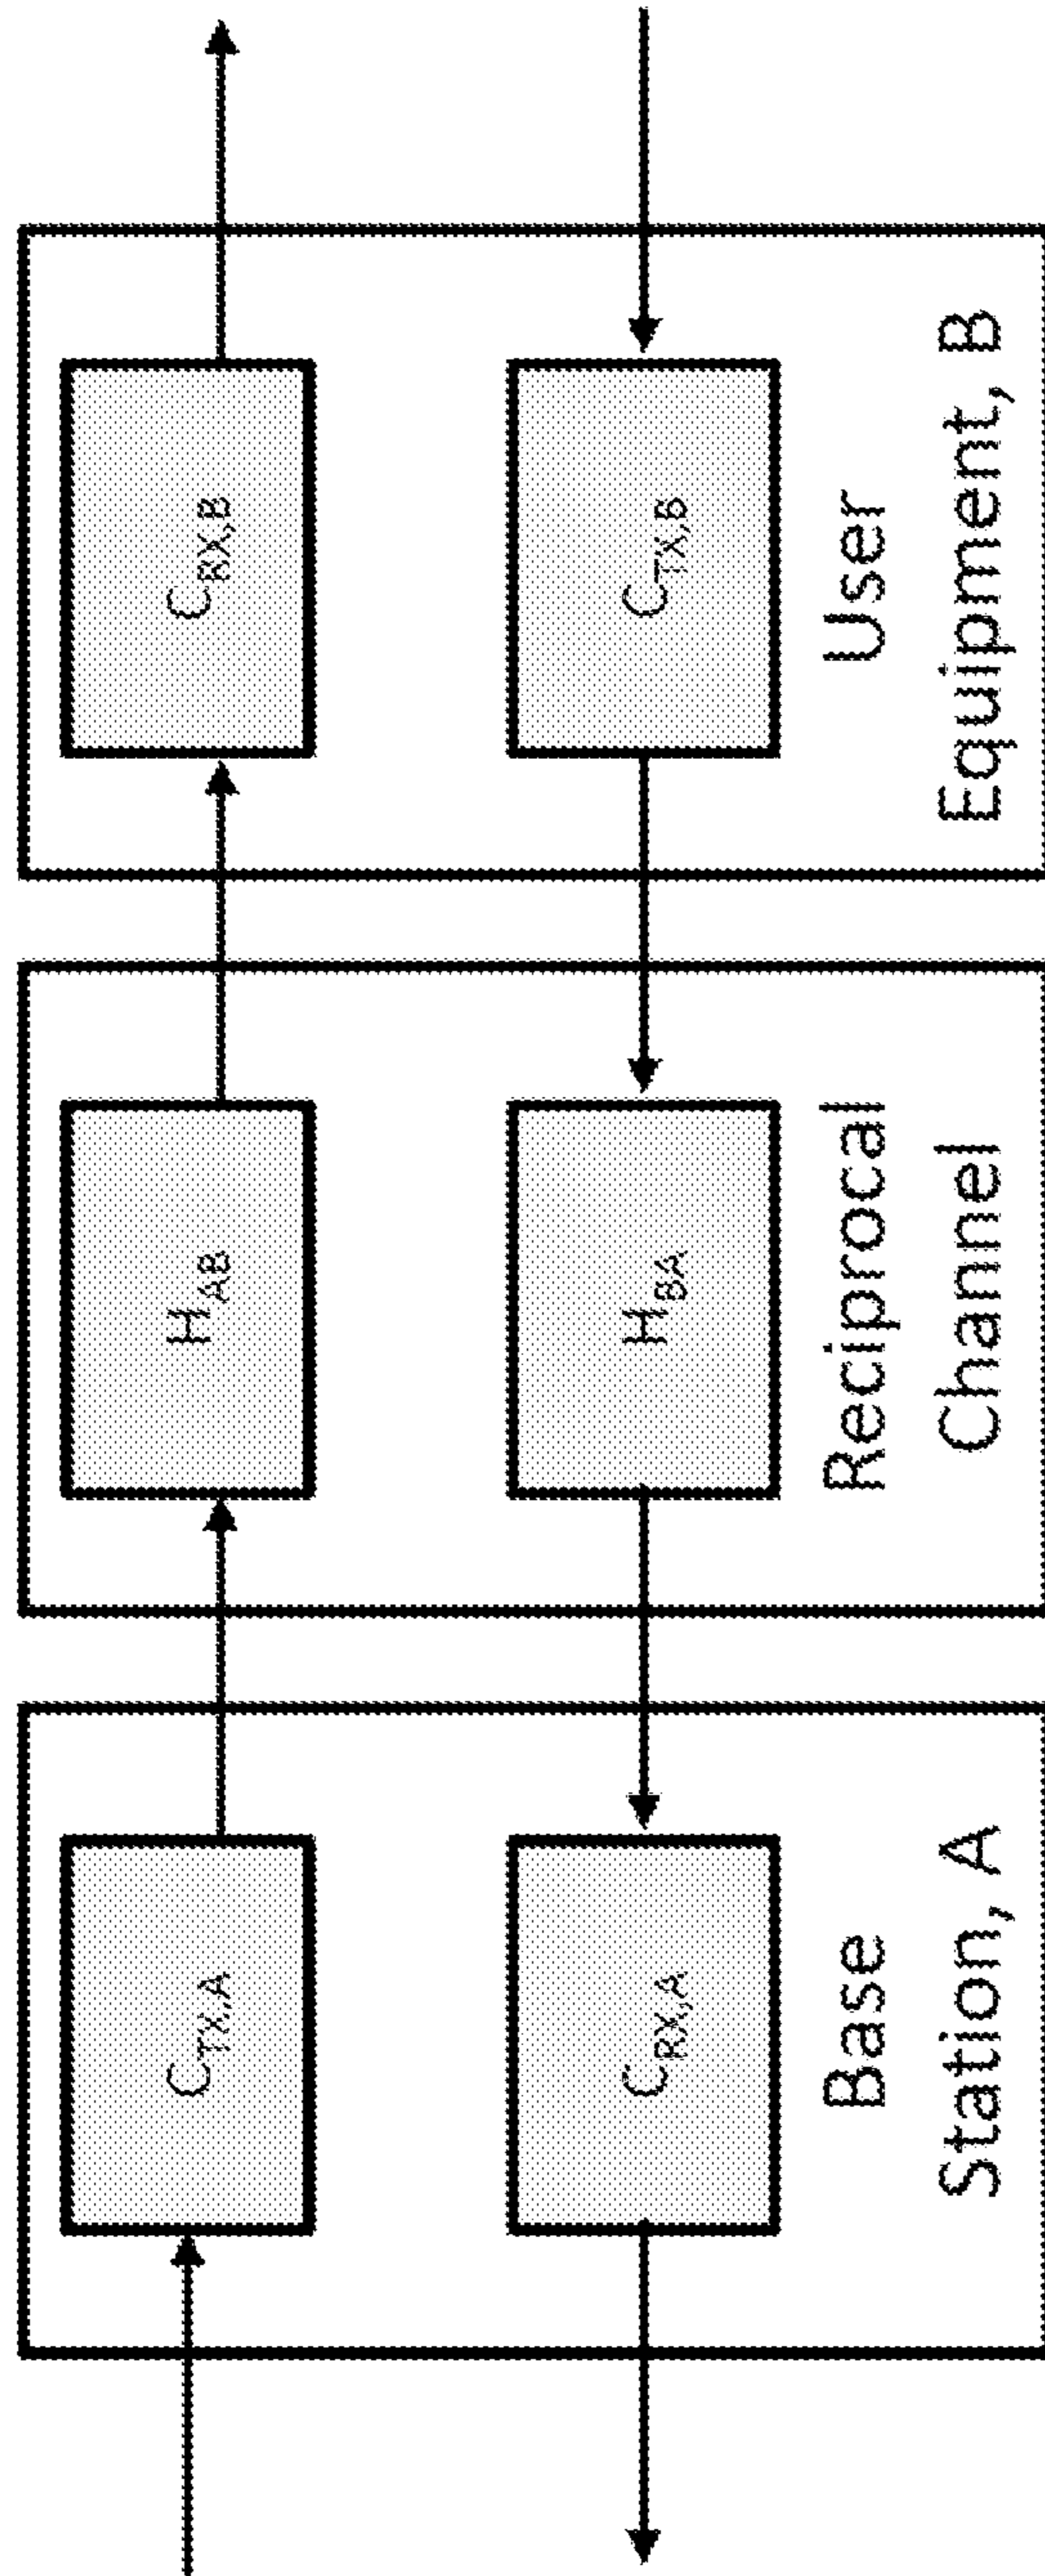 C_TX,A
C_RX,A
Base
Station, A
H_AB
H_BA
Reciprocal
Channel
C_RX,B
C_TX,B
User
Equipment, B